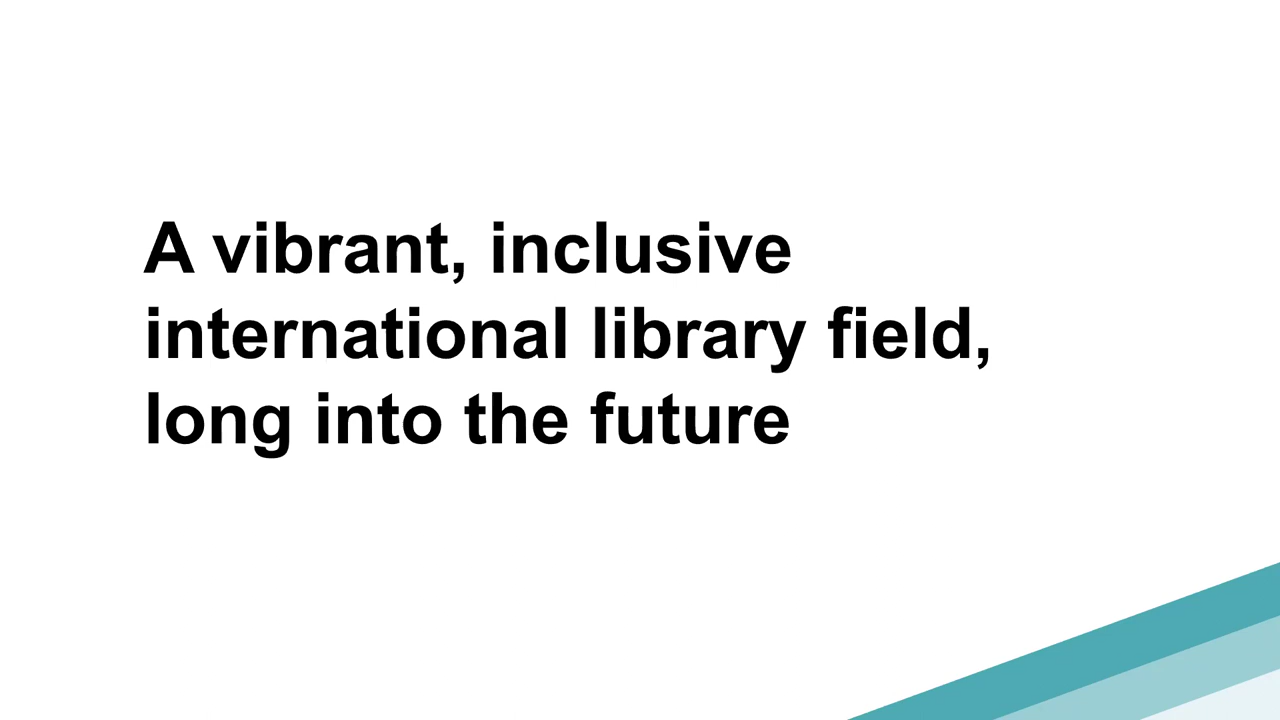 A vibrant, inclusive
international library field,
long into the future